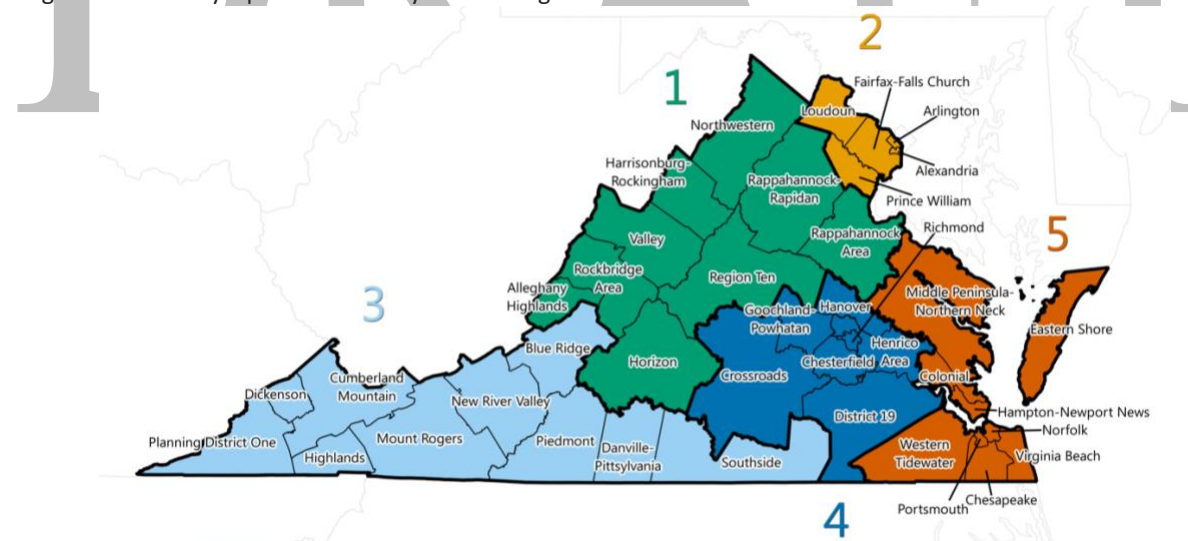 2
Fairfax-Falls Church
1
Loudoun
Arlington
Northwestern
Harrisonburg-
Rockingham
Alexandria
Rappahannock-
Rapidan
Prince William
Richmond
5
Valley
Rappahannock
Area
Rockbridge
Area
Region Ten
Alleghany
Highlands
3
Middle Peninsula-
Northern Neck
Goochland-
Powhatan
Hanover
Eastern Shore
Blue Ridge
Henrico
Area
Horizon
Chesterfield
Crossroads
Colonial
Cumberland
Mountain
Dickenson
New River Valley
Hampton-Newport News
District 19
Norfolk
Planning District One
Mount Rogers
Piedmont
Danville-
Pittsylvania
Western
Tidewater
Virginia Beach
Highlands
Southside
Chesapeake
Portsmouth
4